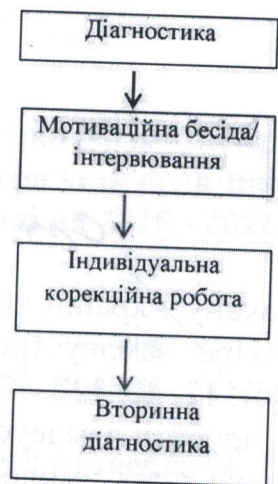 Діагностика
Мотиваційна бесіда/
інтервювання
Індивідуальна
корекційна робота
Вторинна
діагностика